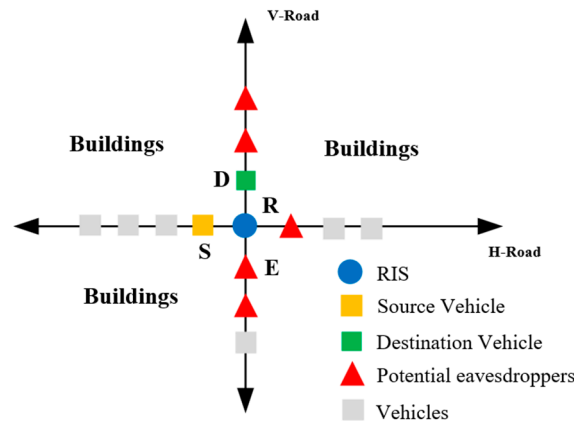 V-Road
Buildings
Buildings
D
R
H-Road
S
E
Buildings
RIS
Source Vehicle
Destination Vehicle
Potential eavesdroppers
Vehicles